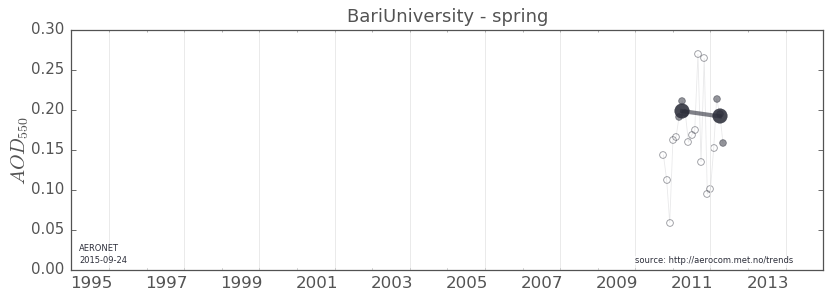 BariUniversity - spring
0.30
0.25
0.20
0.15
0.10
0.05
0.00
AOD550
AERONET
2015-09-24
source: http://aerocom.met.no/trends
1995 1997 1999 2001 2003 2005 2007 2009 2011 2013